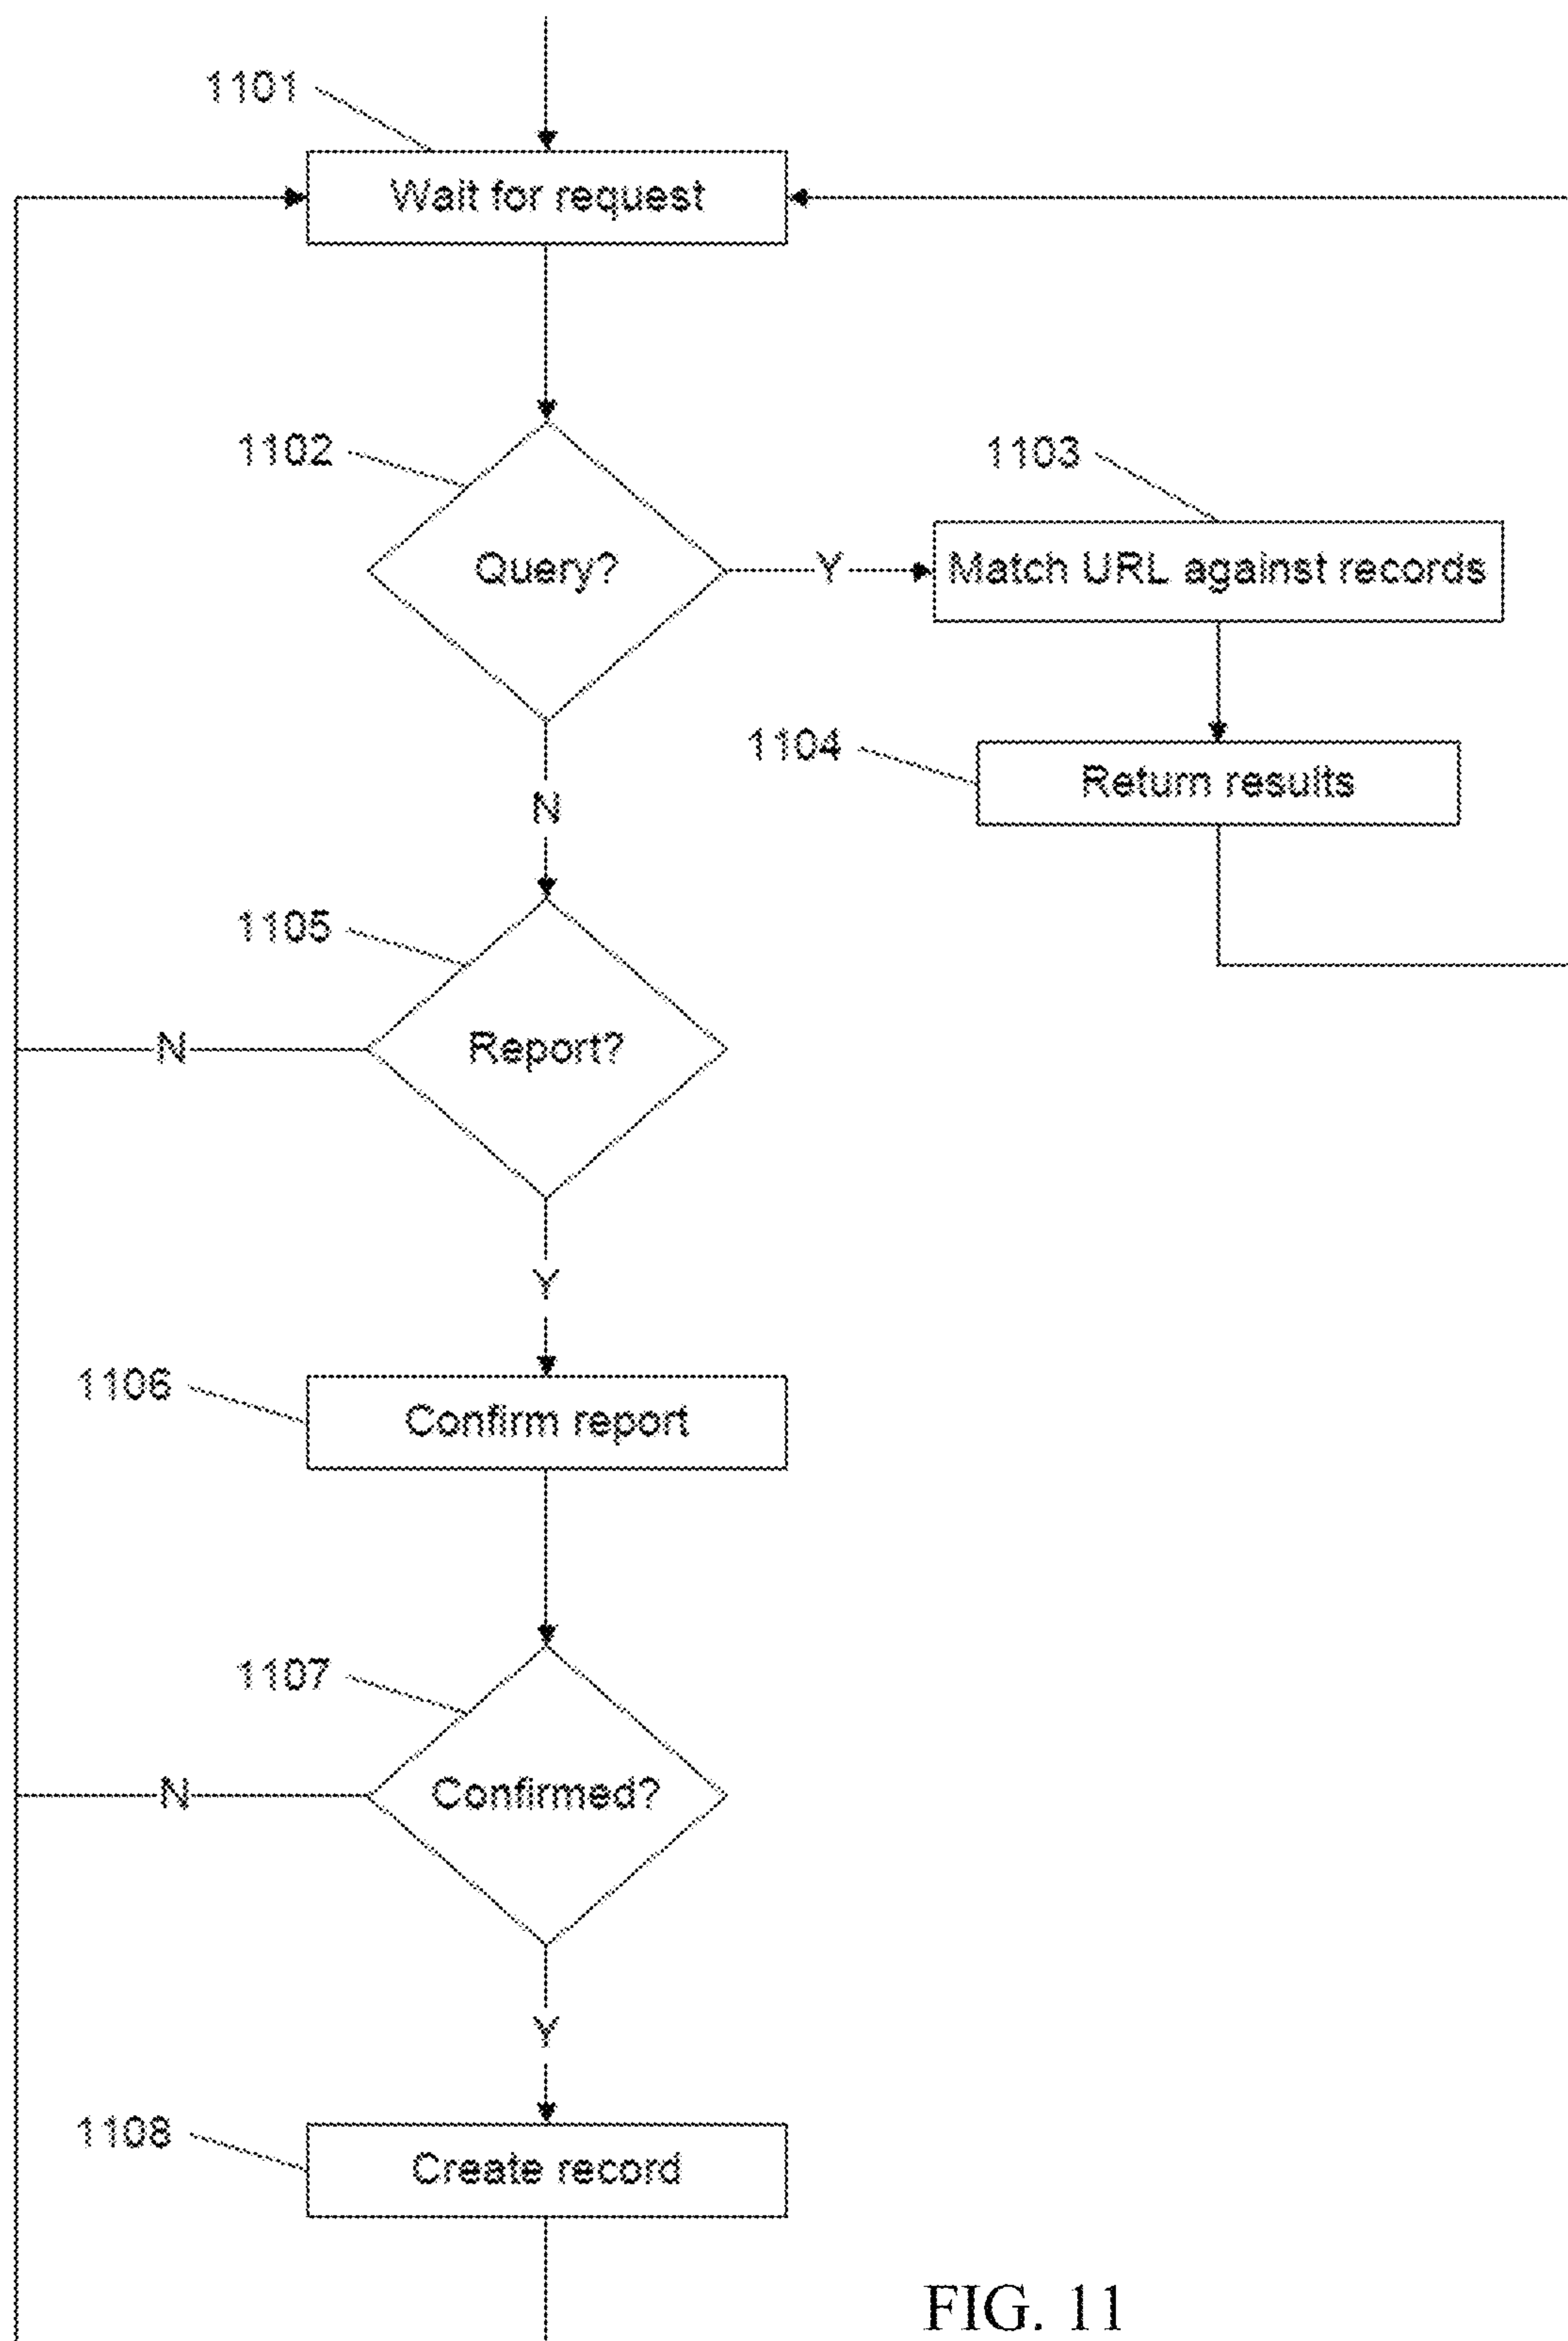 1101
Wait for request
1102
1103
Query?
Y
Match URL against records
1104
Return results
N
1105
Report?
N
Y
1106
Confirm report
1107
Confirmed?
N
Y
1108
Create record
FIG. 11